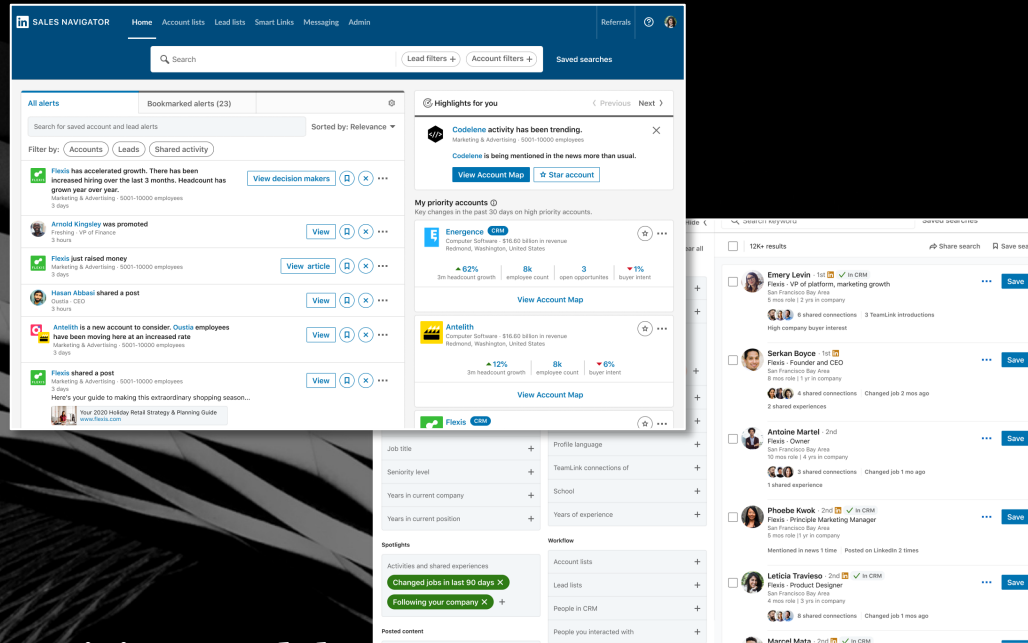 in SALES NAVIGATOR Home Account lists Lead lists Smart Links Messaging Admin Referrals
Search Lead filters + Account filters + Saved searches
All alerts Bookmarked alerts (23)
Search for saved account and lead alerts Sorted by: Relevance
Filter by: Accounts Leads Shared activity
Flexis has accelerated growth. There has been
increased hiring over the last 3 months. Headcount has
grown year over year.
Marketing & Advertising · 5001-10000 employees
3 days
View decision makers
Arnold Kingsley was promoted
Freshing · VP of Finance
3 hours
View
Flexis just raised money
Marketing & Advertising · 5001-10000 employees
3 days
View article
Hasan Abbasi shared a post
Oustia · CEO
3 hours
View
Antelith is a new account to consider. Oustia employees
have been moving here at an increased rate
Marketing & Advertising · 5001-10000 employees
3 days
View
Flexis shared a post
Marketing & Advertising · 5001-10000 employees
3 days
View
Here's your guide to making this extraordinary shopping season...
Your 2020 Holiday Retail Strategy & Planning Guide
www.flexis.com
Highlights for you Previous Next
Codelene activity has been trending.
Marketing & Advertising · 5001-10000 employees
Codelene is being mentioned in the news more than usual.
View Account Map Star account
My priority accounts
Key changes in the past 30 days on high priority accounts.
Energence CRM
Computer Software · $16.60 billion in revenue
Redmond, Washington, United States
62% 8k 3 1%
3m headcount growth employee count open opportunites buyer intent
View Account Map
Antelith
Computer Software · $16.60 billion in revenue
Redmond, Washington, United States
12% 8k 6%
3m headcount growth employee count buyer intent
View Account Map
Flexis CRM
Job title +
Seniority level +
Years in current company +
Years in current position +
Spotlights
Activities and shared experiences
Changed jobs in last 90 days X
Following your company X +
Posted content
Profile language +
TeamLink connections of +
School +
Years of experience +
Workflow
Account lists +
Lead lists +
People in CRM +
People you interacted with +
Search keyword Saved searches
12K+ results Share search Save sea
Emery Levin · 1st in In CRM
Flexis · VP of platform, marketing growth
San Francisco Bay Area
5 mos role | 2 yrs in company
6 shared connections 3 TeamLink introductions
High company buyer interest
Save
Serkan Boyce · 1st in
Flexis · Founder and CEO
San Francisco Bay Area
8 mos role | 1 yr in company
4 shared connections Changed job 2 mos ago
2 shared experiences
Save
Antoine Martel · 2nd
Flexis · Owner
San Francisco Bay Area
10 mos role | 4 yrs in company
3 shared connections Changed job 1 mo ago
1 shared experience
Save
Phoebe Kwok · 2nd in In CRM
Flexis · Principle Marketing Manager
San Francisco Bay Area
5 mos role |1 yr in company
Mentioned in news 1 time Posted on LinkedIn 2 times
Save
Leticia Travieso · 2nd in In CRM
Flexis · Product Designer
San Francisco Bay Area
4 mos role | 3 yrs in company
8 shared connections Changed job 1 mos ago
Save
Marcel Mata · 2nd in In CRM